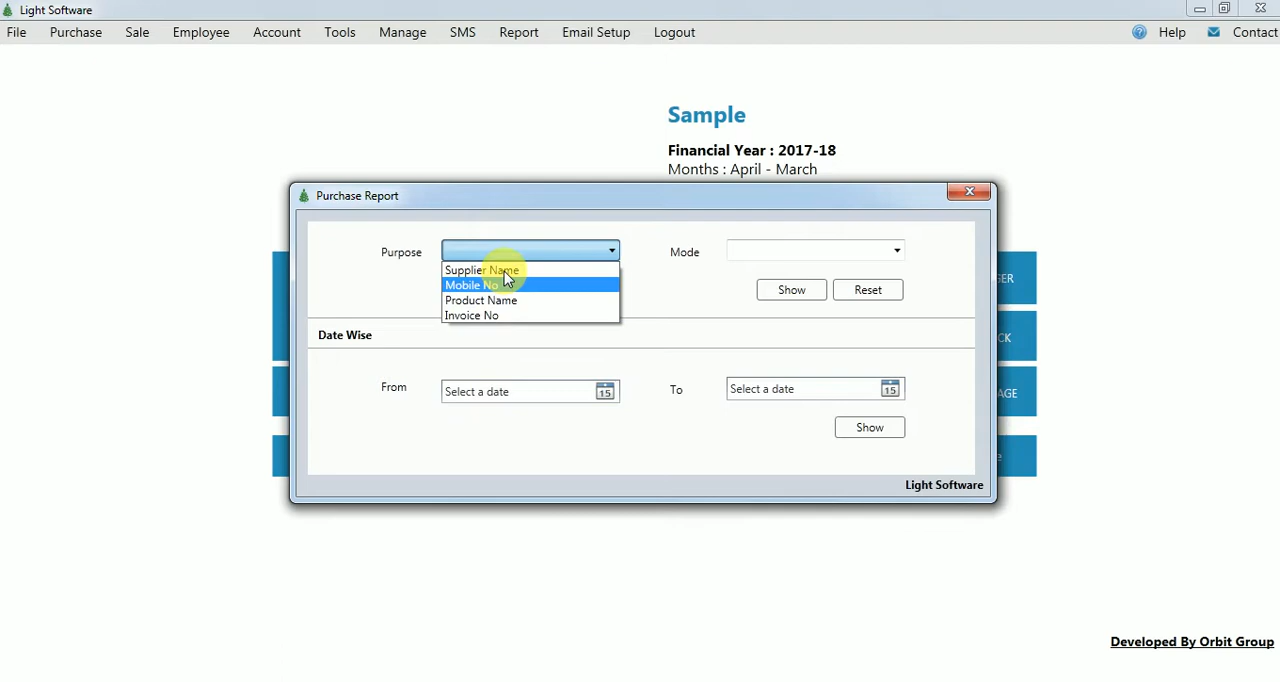 Light Software
File Purchase Sale Employee Account Tools Manage SMS Report Email Setup Logout Help Contact
Sample
Financial Year : 2017-18
Months : April - March
Purchase Report
Purpose Mode
Supplier Name
Mobile No
Product Name
Invoice No
Show Reset
Date Wise
From Select a date 15 To Select a date 15
Show
Light Software
Developed By Orbit Group